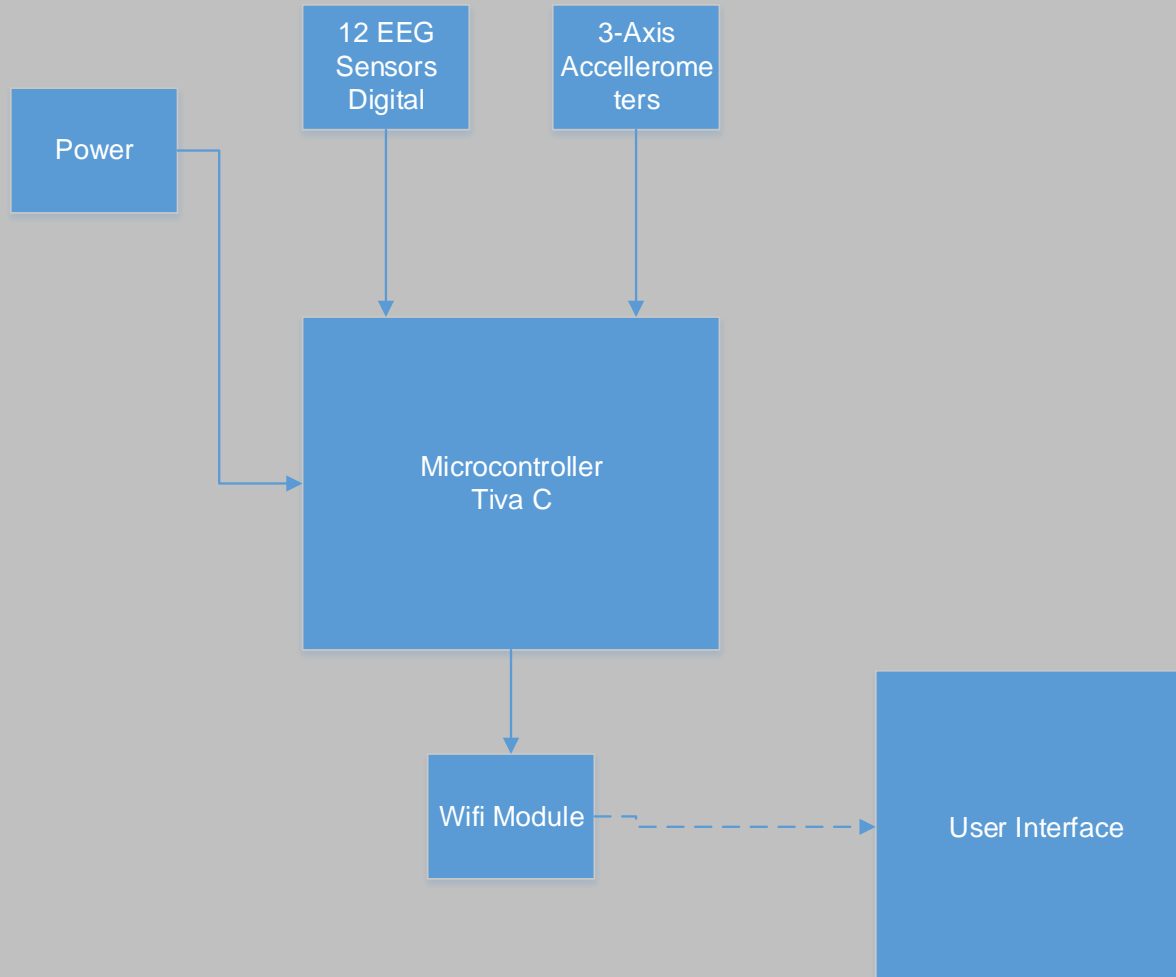 12 EEG
Sensors
Digital
3-Axis
Accellerome
ters
Power
Microcontroller
Tiva C
Wifi Module
User Interface